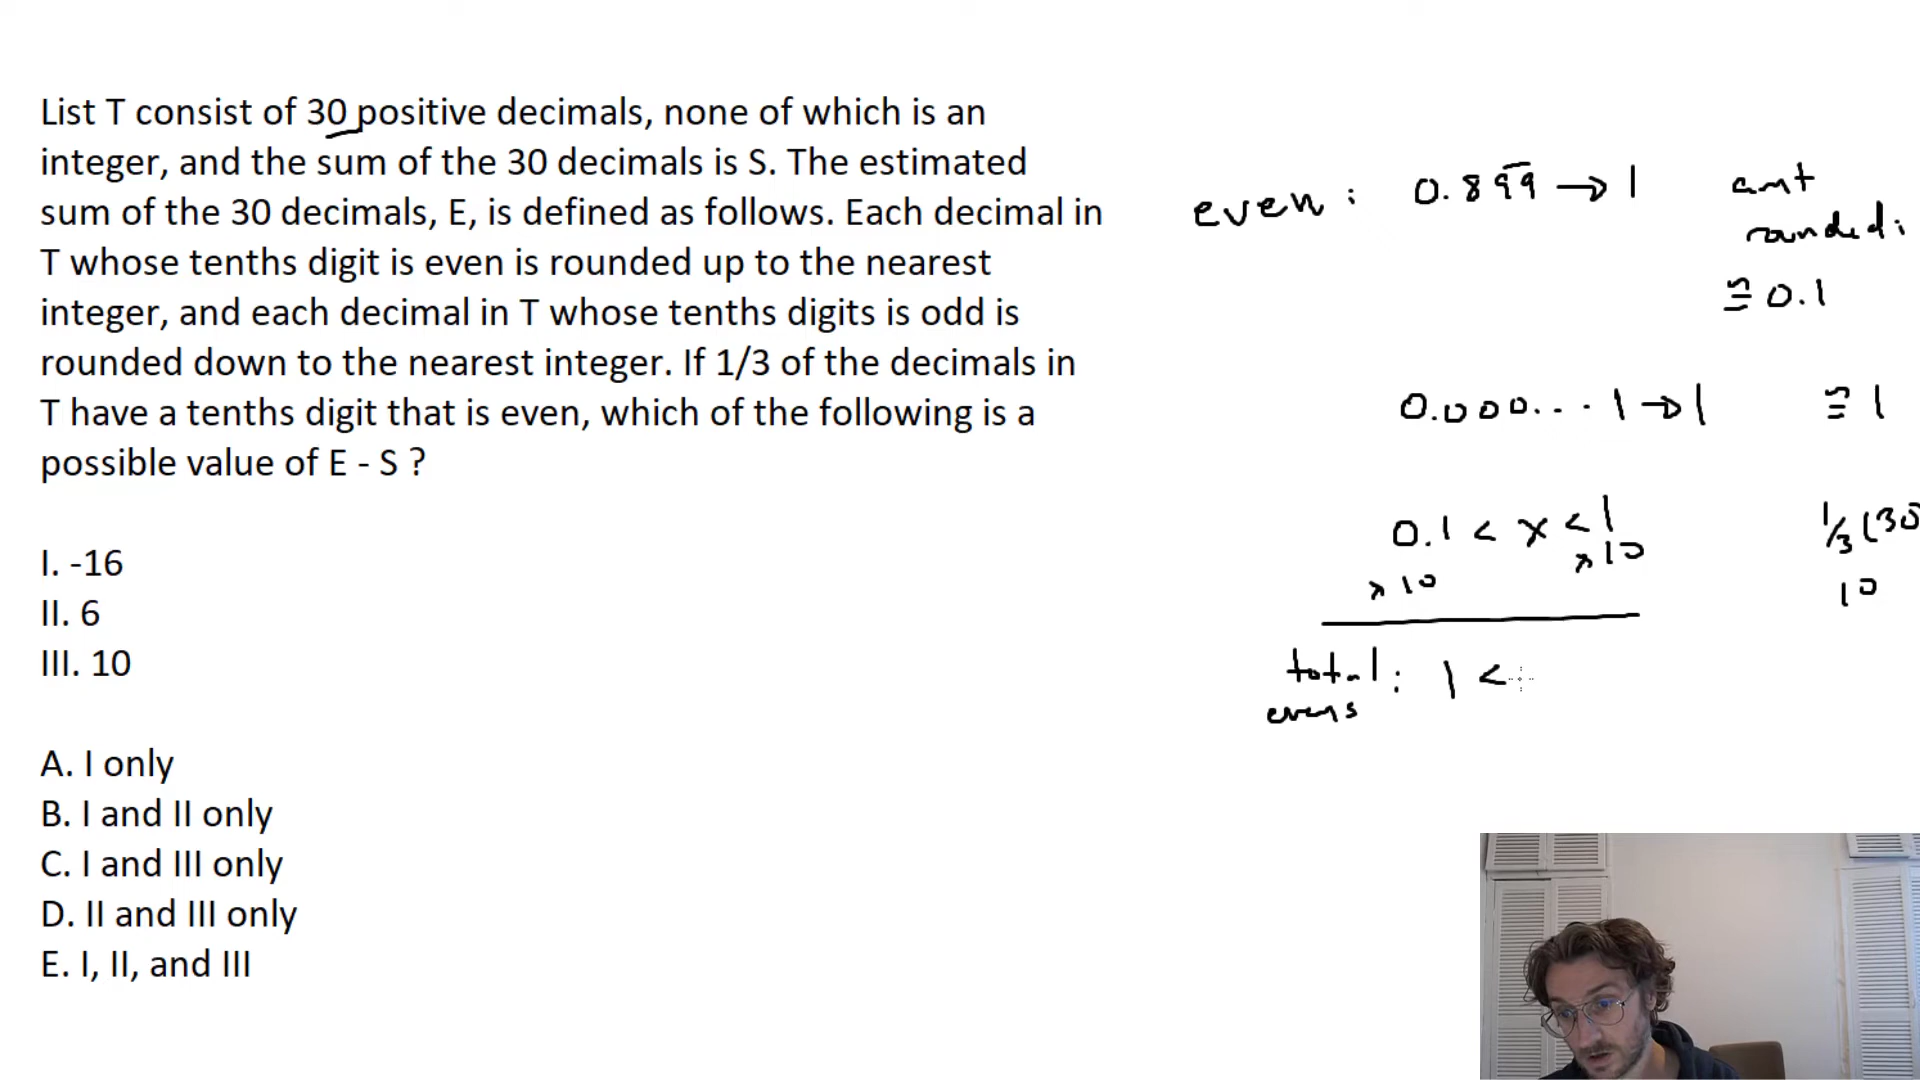 List T consist of 30 positive decimals, none of which is an
integer, and the sum of the 30 decimals is S. The estimated
sum of the 30 decimals, E, is defined as follows. Each decimal in
T whose tenths digit is even is rounded up to the nearest
integer, and each decimal in T whose tenths digits is odd is
rounded down to the nearest integer. If 1/3 of the decimals in
T have a tenths digit that is even, which of the following is a
possible value of E - S ?
I. -16
II. 6
III. 10
A. I only
B. I and II only
C. I and III only
D. II and III only
E. I, II, and III
even: 0.899̅ → 1 amt
rounded:
≅ 0.1
0.000...1 → 1 ≅ 1
0.1 < x < 1 1/3 (30
x 10 x 10 10
total: 1 <
evens